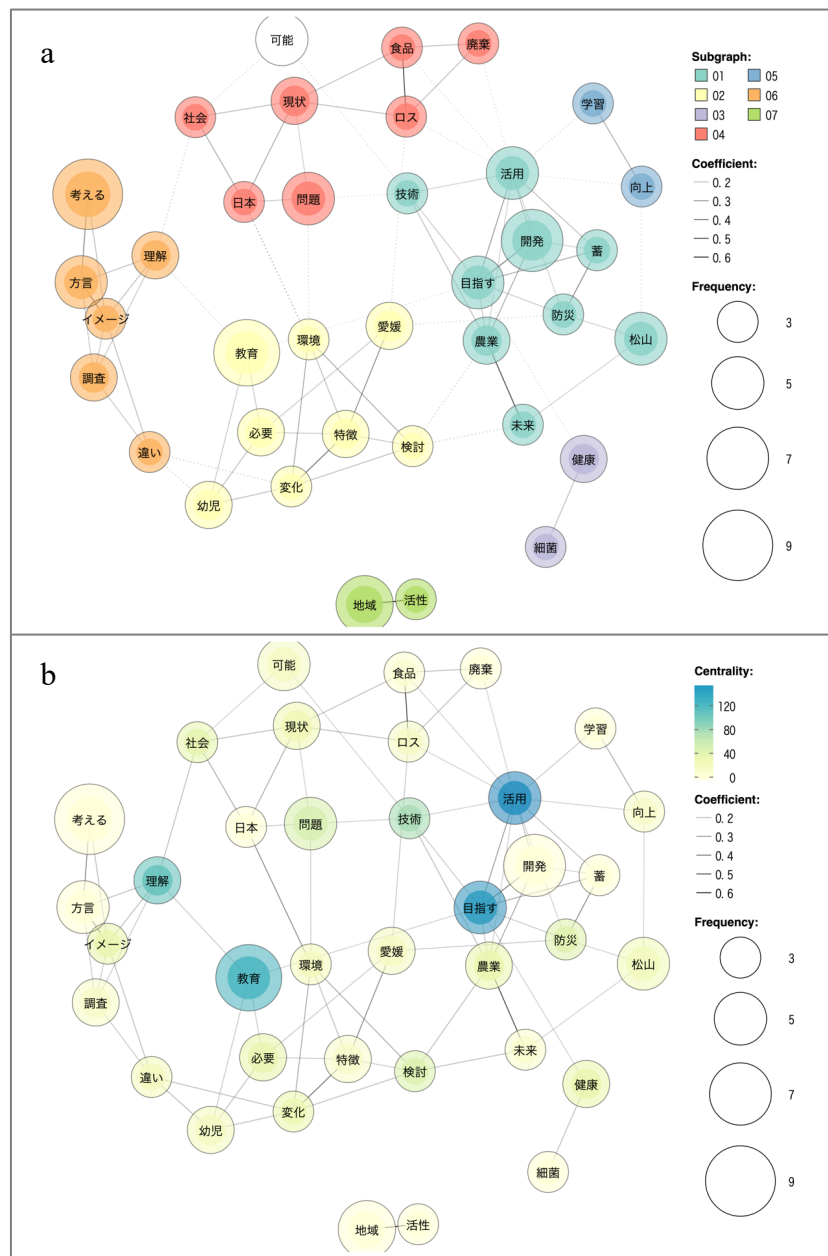 a
可能
食品
廃棄
社会
現状
ロス
学習
考える
日本
問題
技術
活用
向上
方言
理解
開発
蓄
イメージ
目指す
調査
教育
環境
愛媛
農業
防災
松山
違い
必要
特徴
検討
未来
健康
幼児
変化
細菌
地域
活性
Subgraph:
01 05
02 06
03 07
04
Coefficient:
0.2
0.3
0.4
0.5
0.6
Frequency:
3
5
7
9
b
可能
食品
廃棄
社会
現状
ロス
学習
考える
日本
問題
技術
活用
向上
方言
理解
開発
蓄
イメージ
目指す
調査
教育
環境
愛媛
農業
防災
松山
違い
必要
特徴
検討
未来
健康
幼児
変化
細菌
地域
活性
Centrality:
120
80
40
0
Coefficient:
0.2
0.3
0.4
0.5
0.6
Frequency:
3
5
7
9